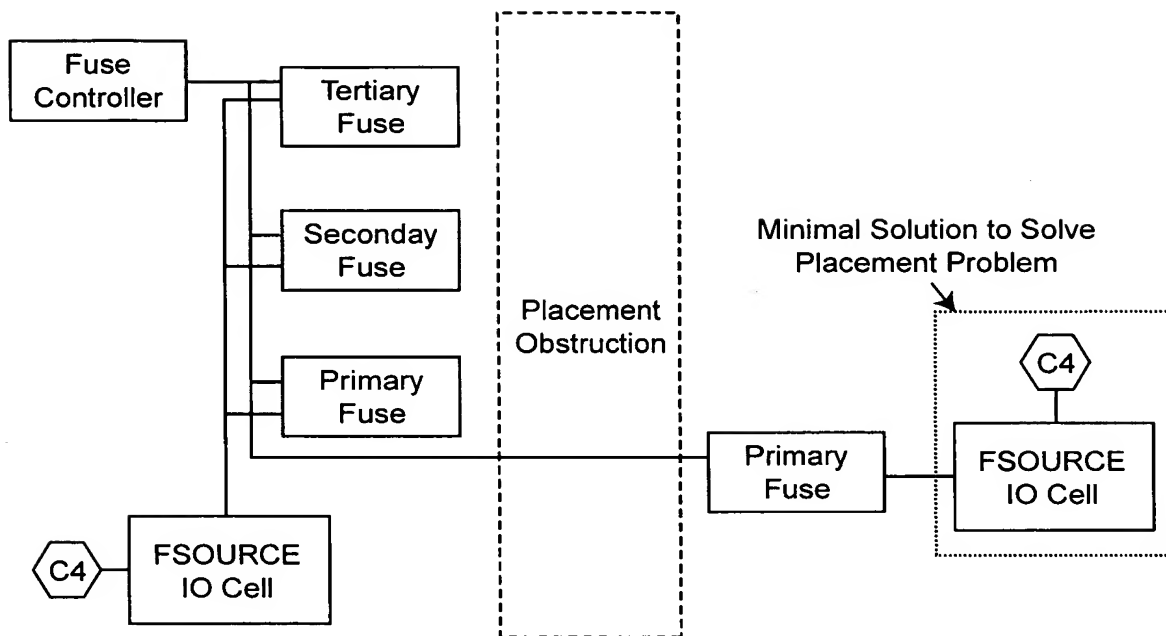 Fuse
Controller
Tertiary
Fuse
Seconday
Fuse
Primary
Fuse
C4
FSOURCE
IO Cell
Placement
Obstruction
Primary
Fuse
Minimal Solution to Solve
Placement Problem
C4
FSOURCE
IO Cell